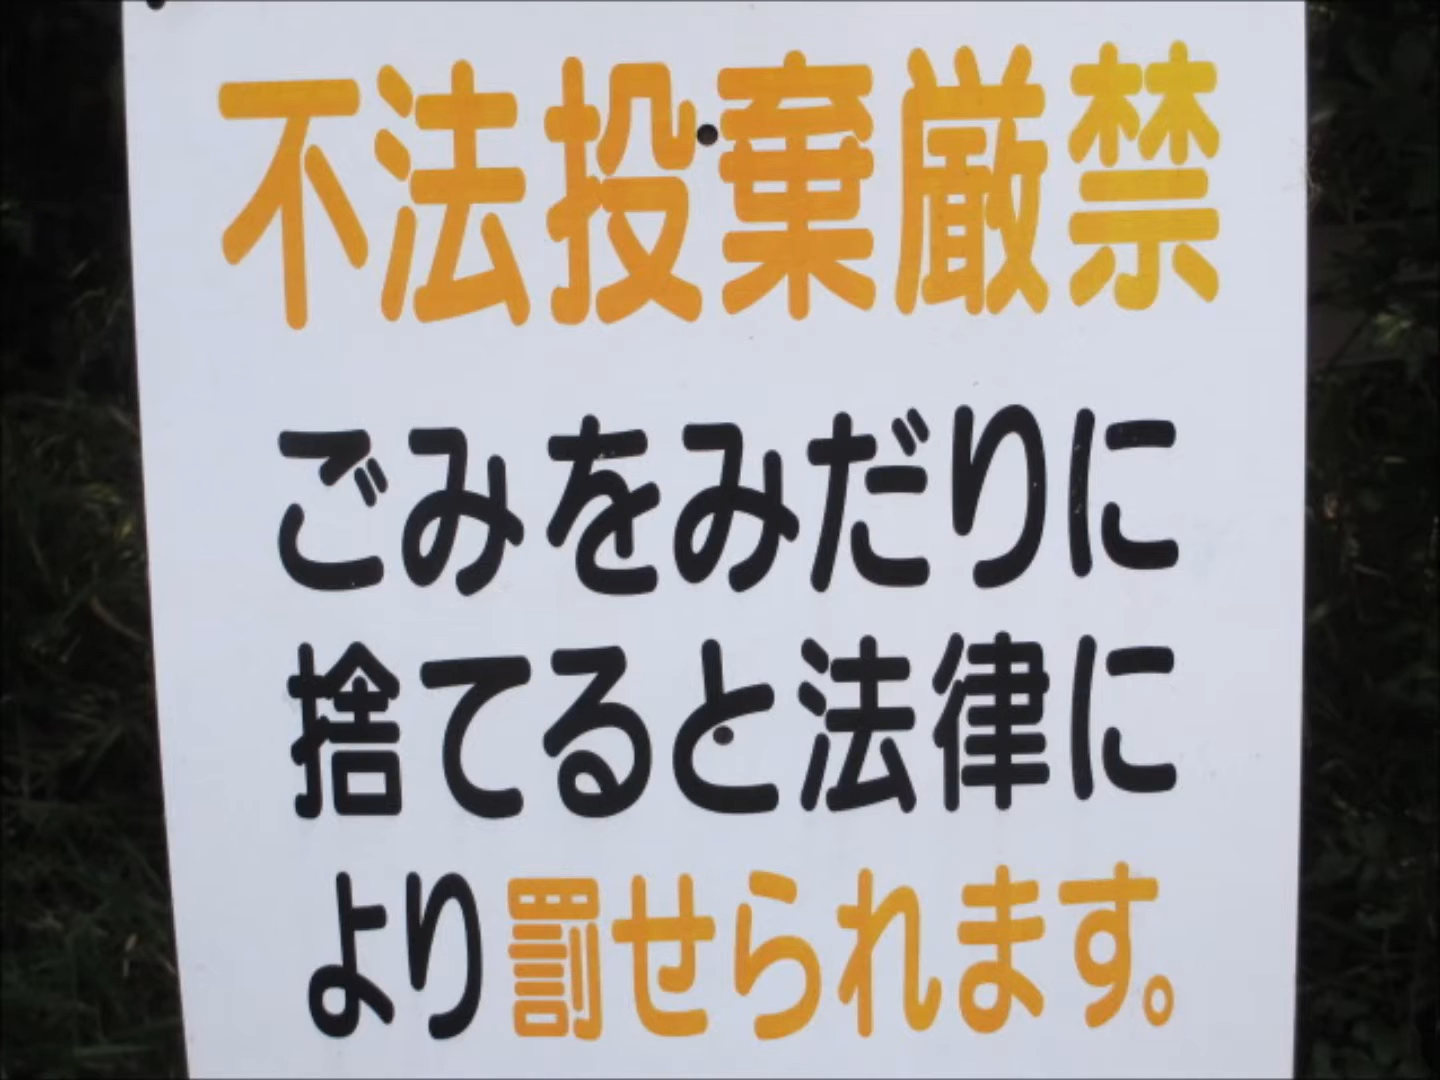 不法投棄厳禁
ごみをみだりに
捨てると法律に
より罰せられます。